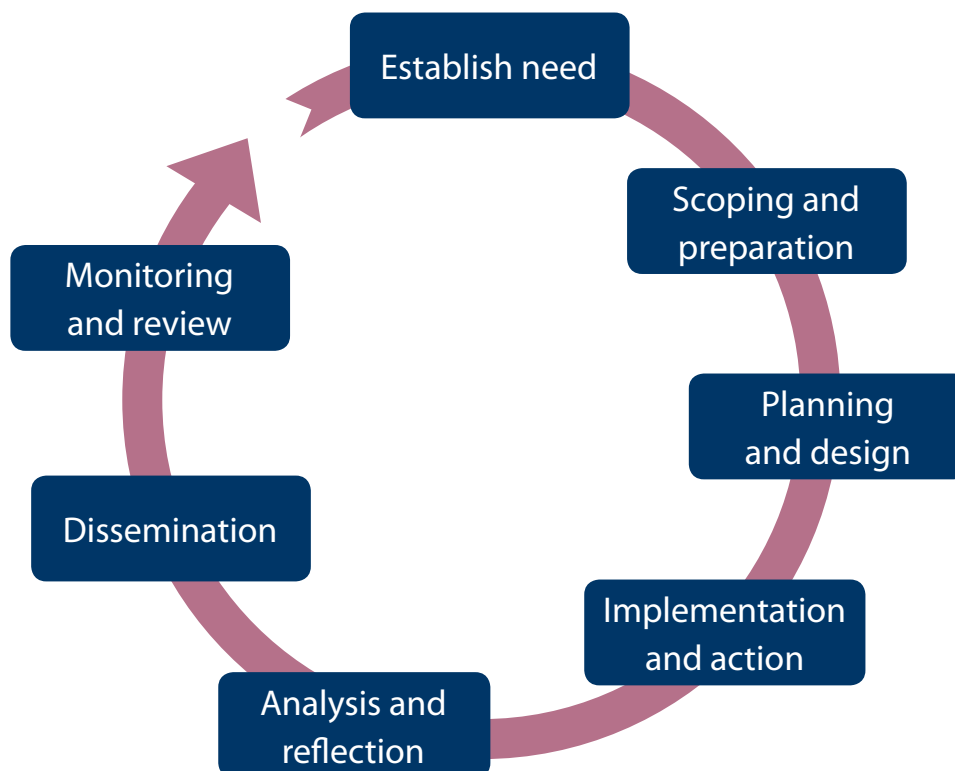 Establish need
Scoping and
preparation
Planning
and design
Implementation
and action
Analysis and
reflection
Dissemination
Monitoring
and review